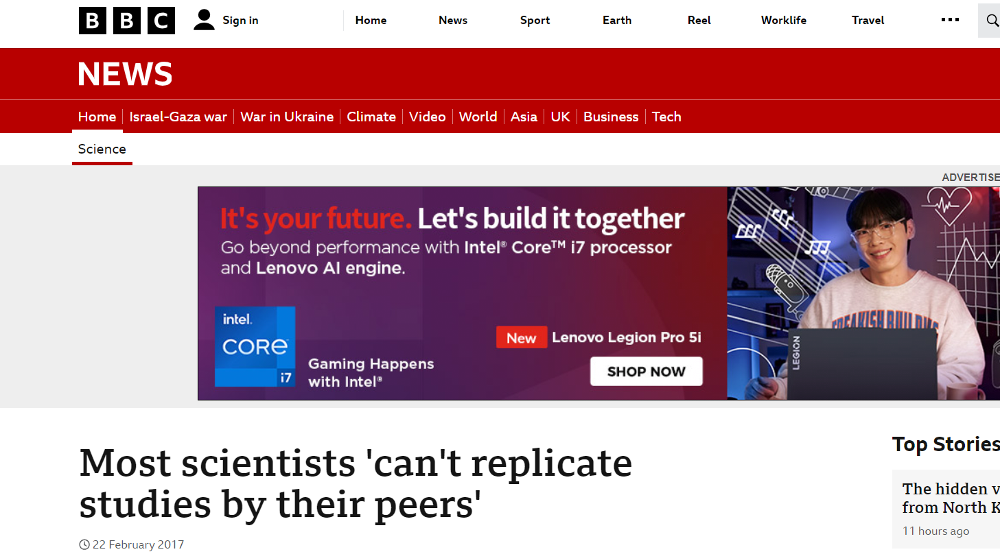 BBC
Sign in
Home
News
Sport
Earth
Reel
Worklife
Travel
NEWS
Home
Israel-Gaza war
War in Ukraine
Climate
Video
World
Asia
UK
Business
Tech
Science
ADVERTISE
It's your future. Let's build it together
Go beyond performance with Intel® Core™ i7 processor
and Lenovo AI engine.
intel.
CORE™
i7
Gaming Happens
with Intel®
New Lenovo Legion Pro 5i
SHOP NOW
LEGION
Most scientists 'can't replicate
studies by their peers'
22 February 2017
Top Stories
The hidden v
from North K
11 hours ago